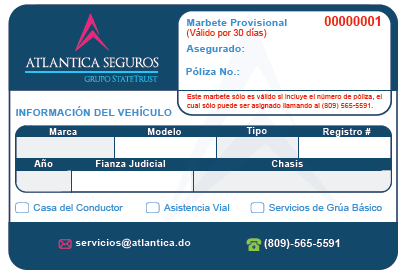 Marbete Provisional 00000001
(Válido por 30 días)
Asegurado:
Póliza No.:
ATLANTICA SEGUROS
GRUPO STATETRUST
Este marbete sólo es válido si incluye el número de póliza, el
cual sólo puede ser asignado llamando al (809) 565-5591.
INFORMACIÓN DEL VEHÍCULO
Marca Modelo Tipo Registro #
Año Fianza Judicial Chasis
Casa del Conductor Asistencia Vial Servicios de Grúa Básico
servicios@atlantica.do (809)-565-5591